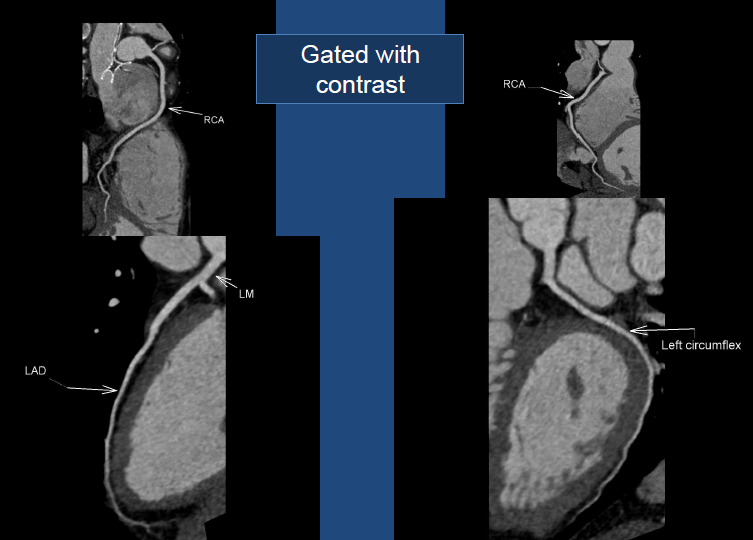 Gated with
contrast
RCA
RCA
LM
LAD
Left circumflex